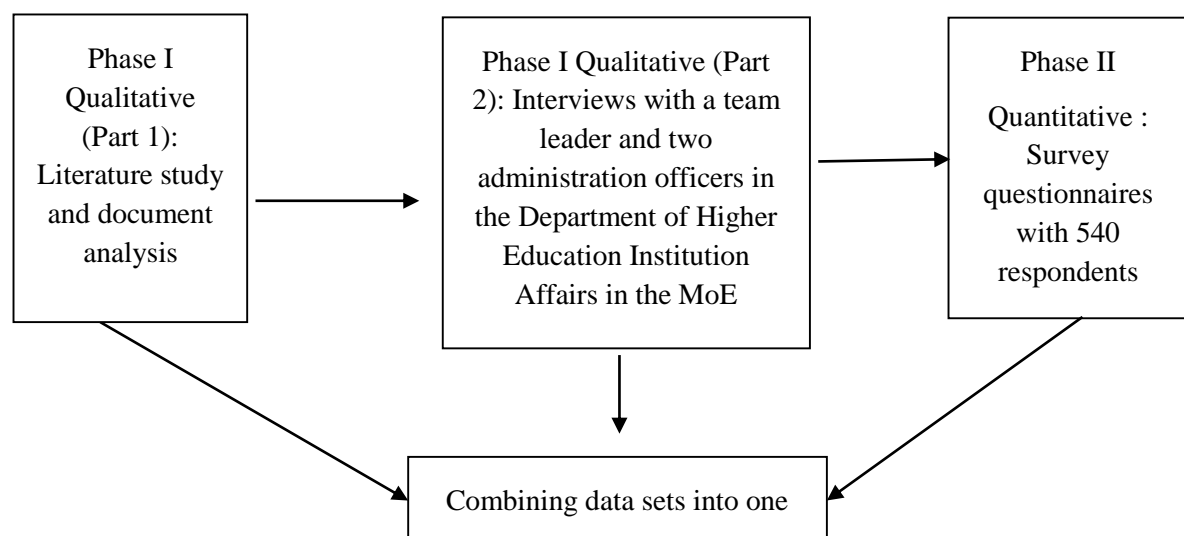 Phase I
Qualitative
(Part 1):
Literature study
and document
analysis
Phase I Qualitative (Part
2): Interviews with a team
leader and two
administration officers in
the Department of Higher
Education Institution
Affairs in the MoE
Phase II
Quantitative :
Survey
questionnaires
with 540
respondents
Combining data sets into one